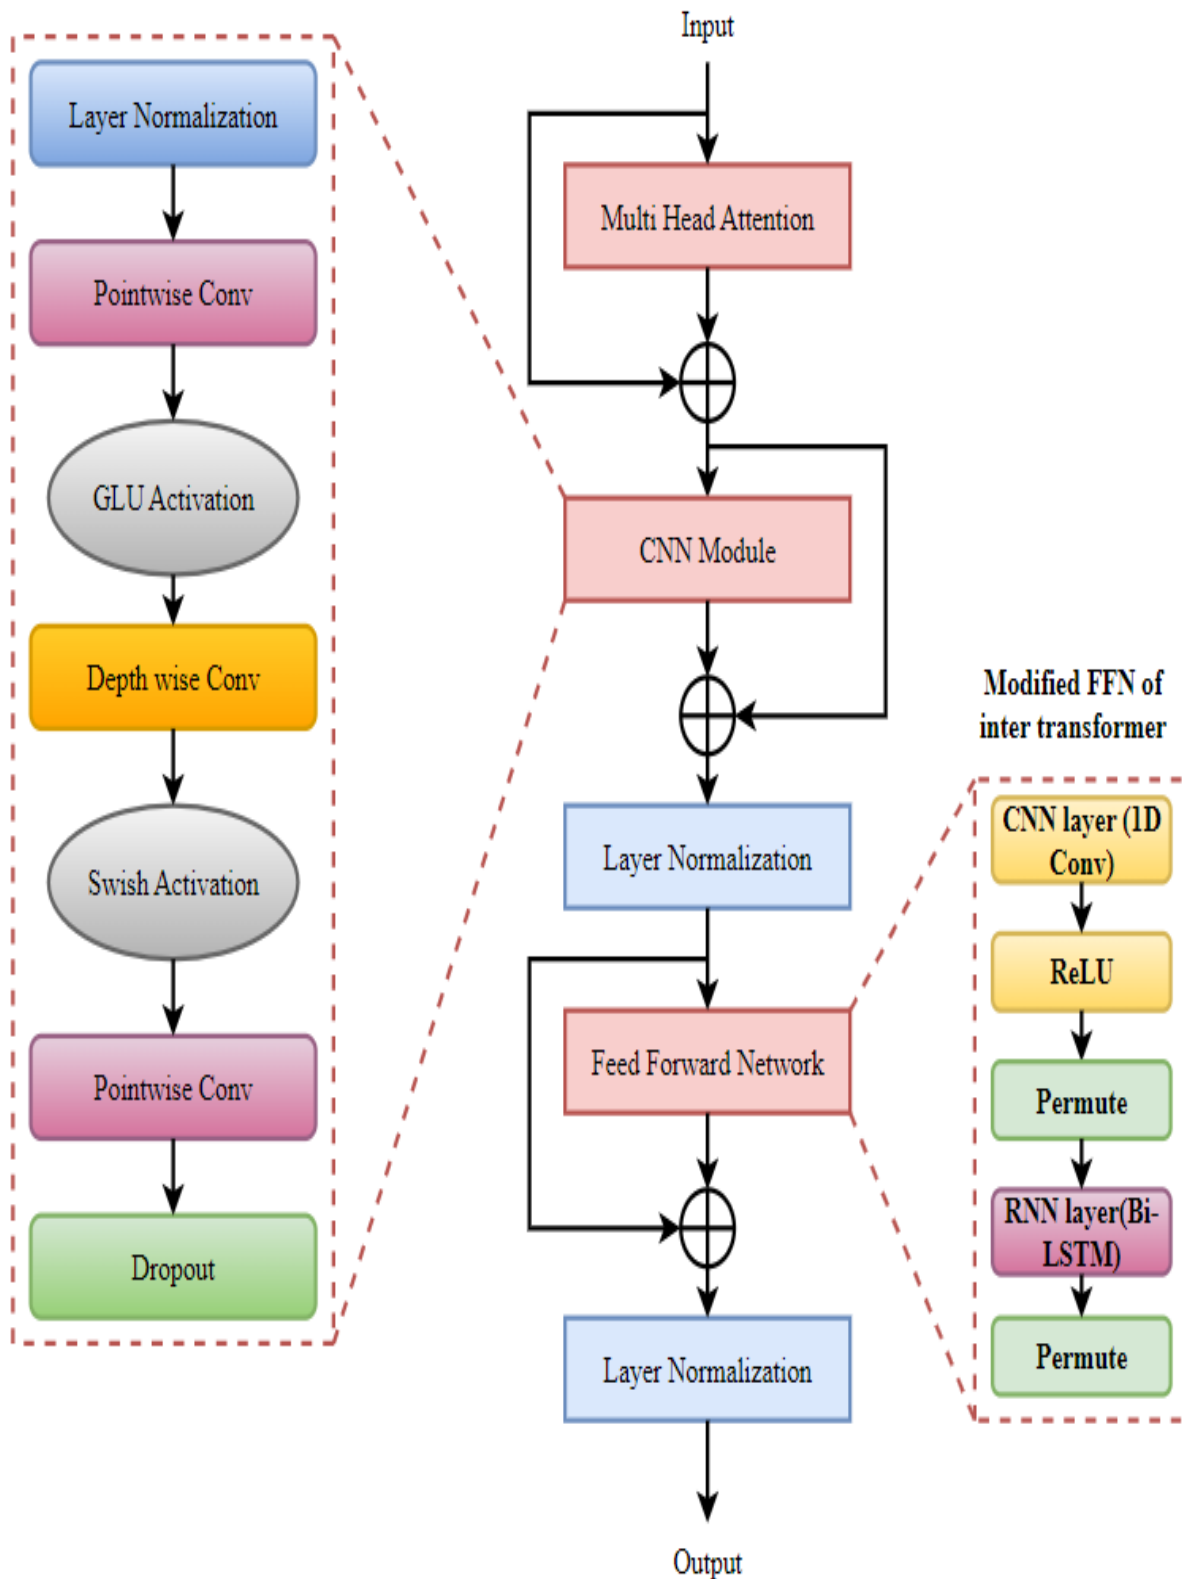 Input
Layer Normalization
Pointwise Conv
GLU Activation
Depth wise Conv
Swish Activation
Pointwise Conv
Dropout
Multi Head Attention
CNN Module
Layer Normalization
Feed Forward Network
Layer Normalization
Output
Modified FFN of
inter transformer
CNN layer (1D
Conv)
ReLU
Permute
RNN layer(Bi-
LSTM)
Permute